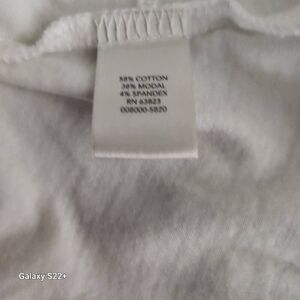 58% COTTON
38% MODAL
4% SPANDEX
RN 63823
008000-5820
Galaxy S22+